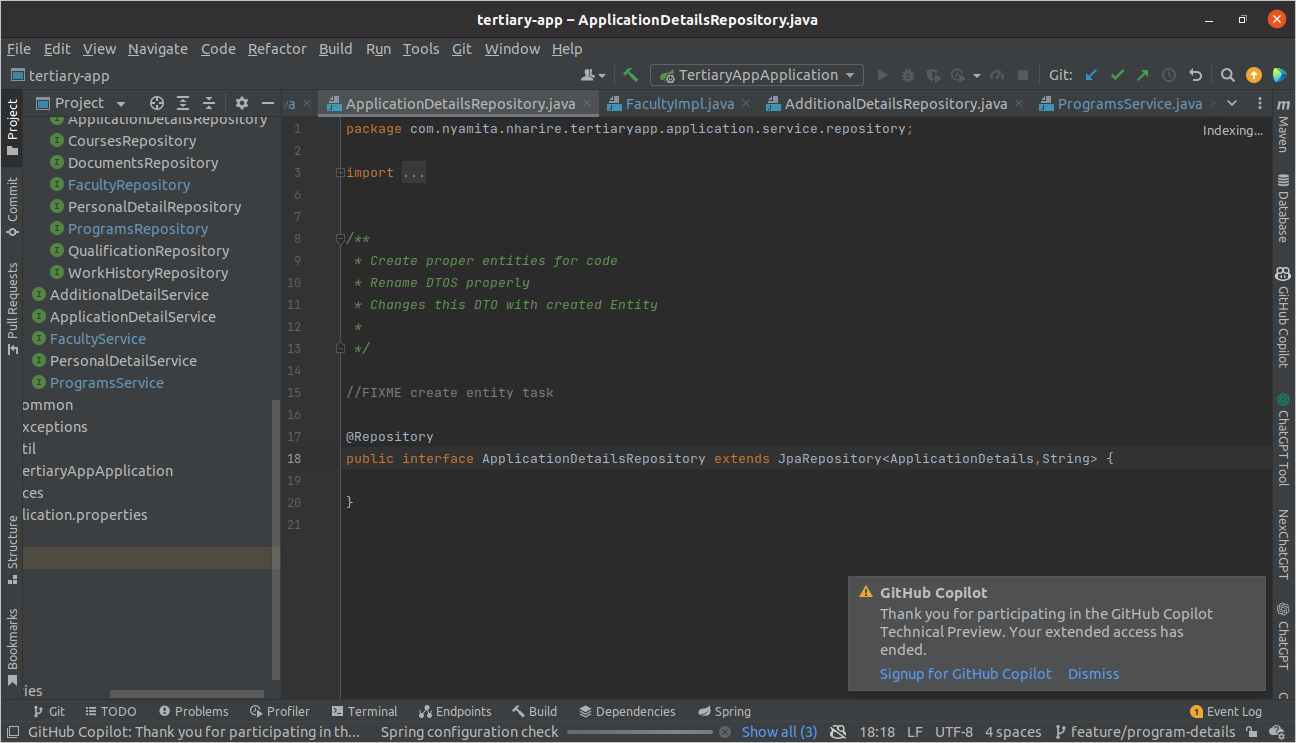 tertiary-app – ApplicationDetailsRepository.java
File Edit View Navigate Code Refactor Build Run Tools Git Window Help
tertiary-app
TertiaryAppApplication
Git:
Project
/a
ApplicationDetailsRepository.java
FacultyImpl.java
AdditionalDetailsRepository.java
ProgramsService.java
Project
Commit
Pull Requests
Structure
Bookmarks
ApplicationDetailsRepository
CoursesRepository
DocumentsRepository
FacultyRepository
PersonalDetailRepository
ProgramsRepository
QualificationRepository
WorkHistoryRepository
AdditionalDetailService
ApplicationDetailService
FacultyService
PersonalDetailService
ProgramsService
ommon
xceptions
til
ertiaryAppApplication
ces
lication.properties
ries
1 package com.nyamita.nharire.tertiaryapp.application.service.repository;
Indexing...
2
3 import ...
6
7
8 /**
9 * Create proper entities for code
10 * Rename DTOS properly
11 * Changes this DTO with created Entity
12 *
13 */
14
15 //FIXME create entity task
16
17 @Repository
18 public interface ApplicationDetailsRepository extends JpaRepository<ApplicationDetails,String> {
19
20 }
21
m
Maven
Database
GitHub Copilot
ChatGPT Tool
NexChatGPT
ChatGPT
GitHub Copilot
Thank you for participating in the GitHub Copilot
Technical Preview. Your extended access has
ended.
Signup for GitHub Copilot Dismiss
Git TODO Problems Profiler Terminal Endpoints Build Dependencies Spring 1 Event Log
GitHub Copilot: Thank you for participating in th... Spring configuration check Show all (3) 18:18 LF UTF-8 4 spaces feature/program-details